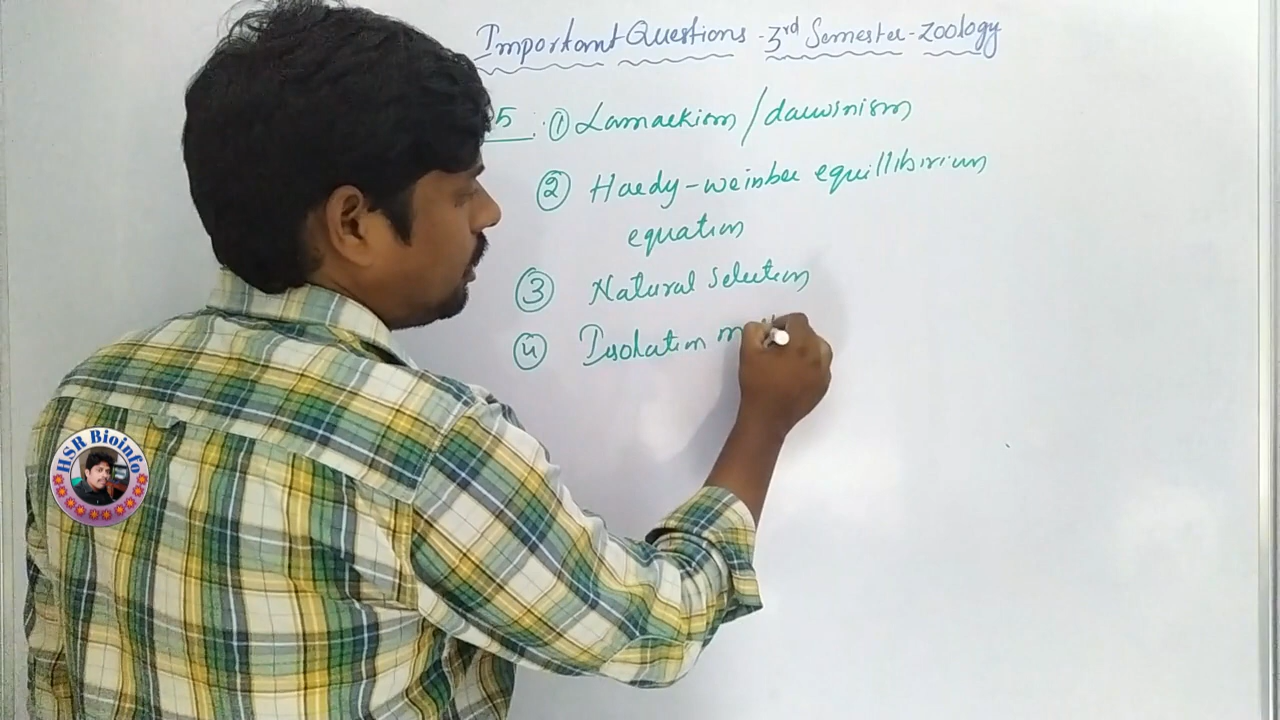 Important Questions - 3rd Semester - Zoology
5 : ① Lamarckism / darwinism
② Hardy-weinber equillibirium
equation
③ Natural Selection
④ Isolation m
HSR Bioinfo